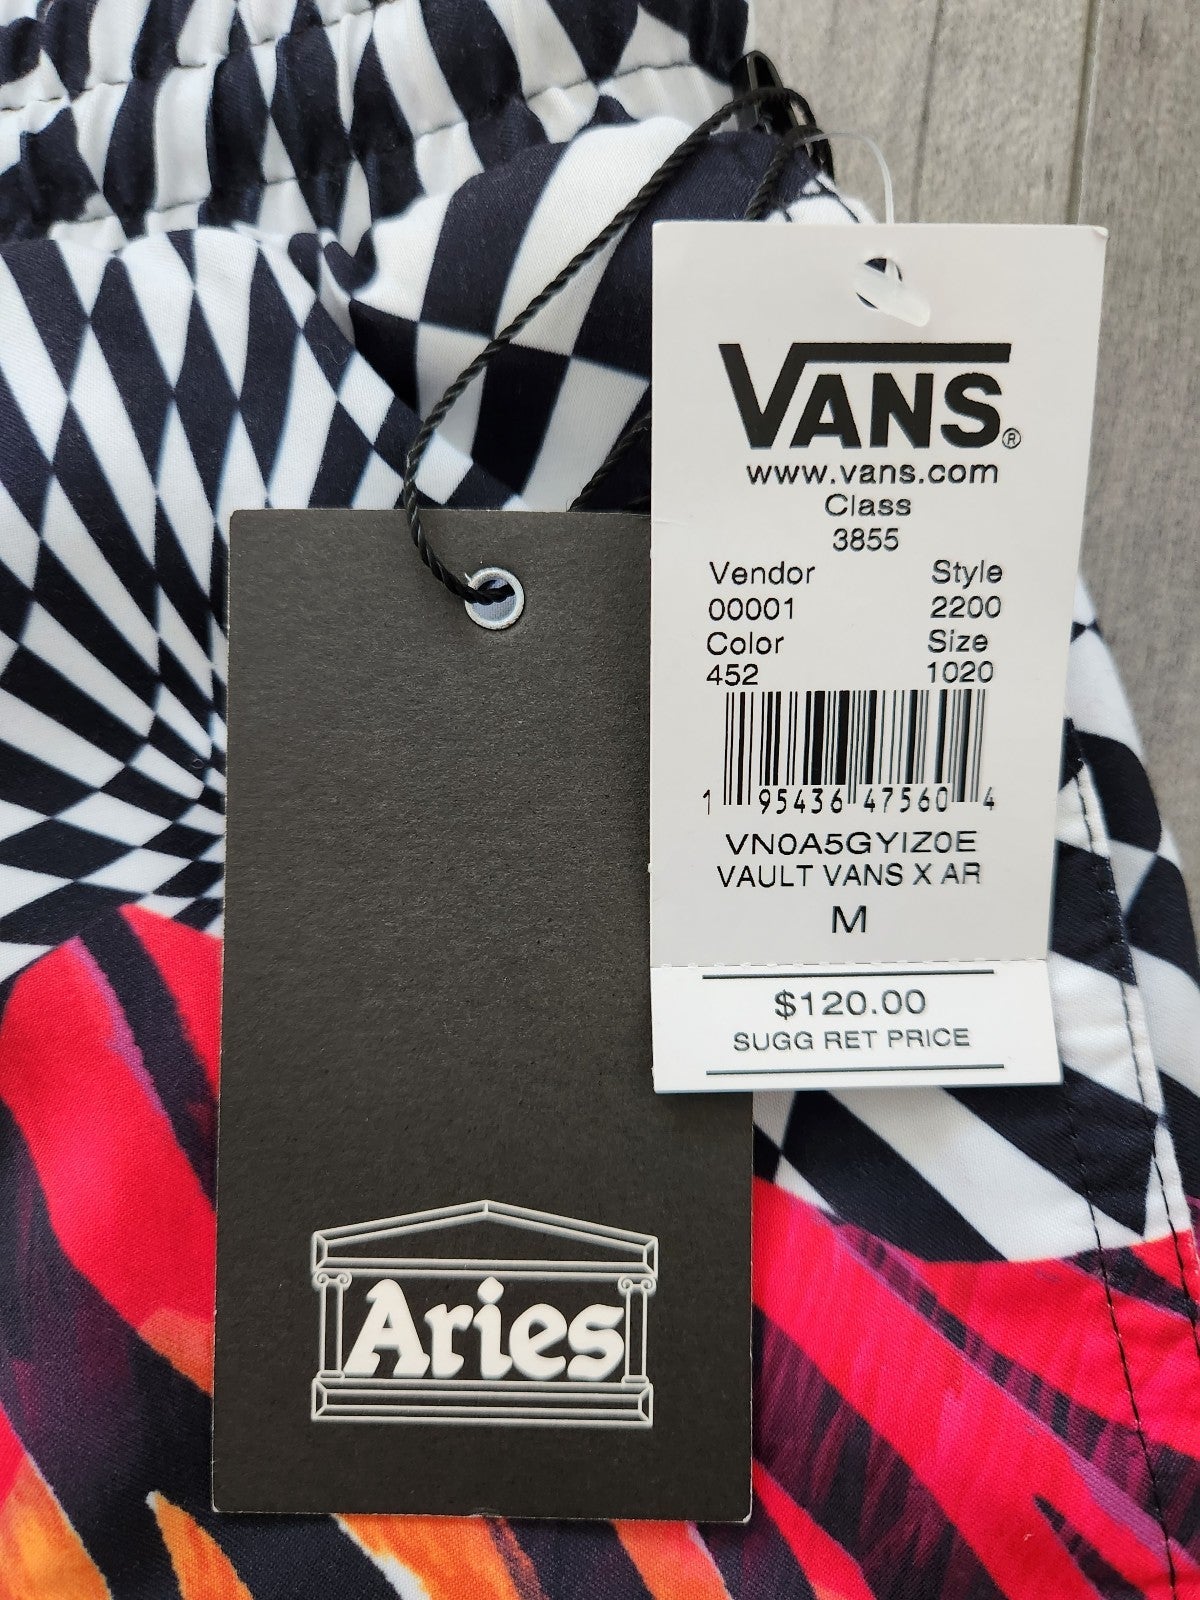 VANS®
www.vans.com
Class
3855
Vendor Style
00001 2200
Color Size
452 1020
1 95436 47560 4
VN0A5GYIZ0E
VAULT VANS X AR
M
$120.00
SUGG RET PRICE
Aries